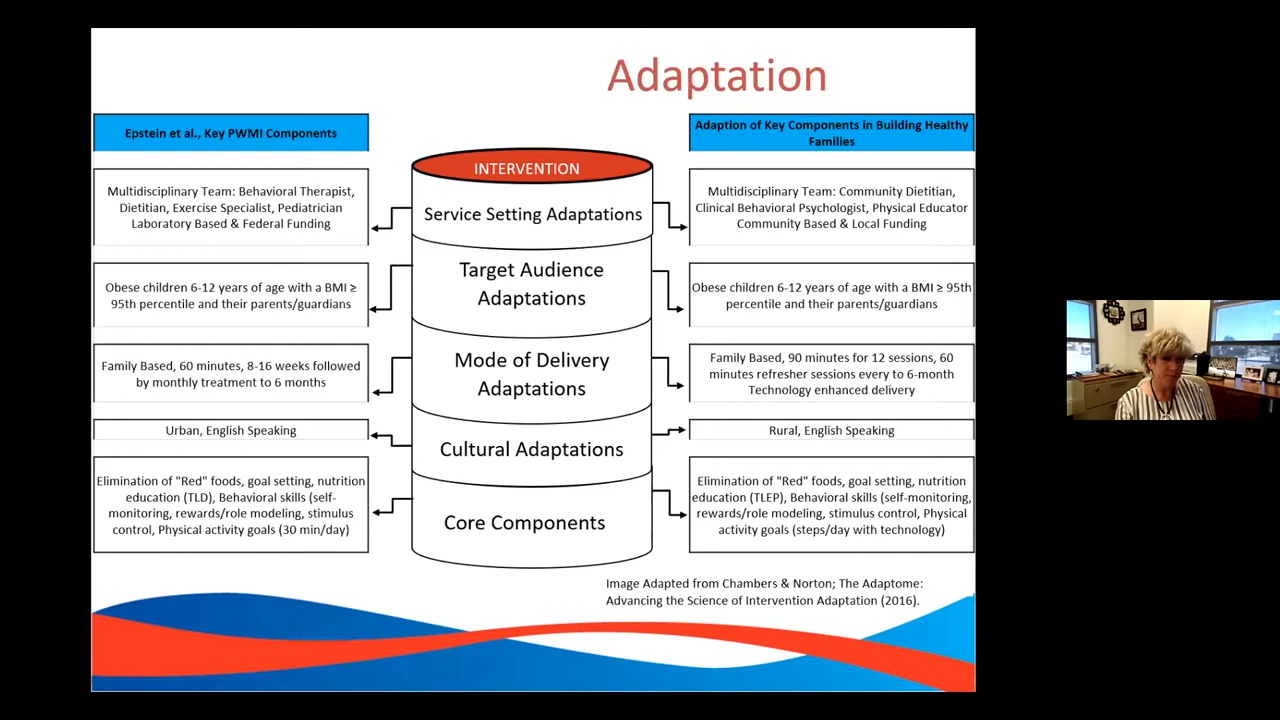 Adaptation
Epstein et al., Key PWMI Components
Multidisciplinary Team: Behavioral Therapist,
Dietitian, Exercise Specialist, Pediatrician
Laboratory Based & Federal Funding
Obese children 6-12 years of age with a BMI ≥
95th percentile and their parents/guardians
Family Based, 60 minutes, 8-16 weeks followed
by monthly treatment to 6 months
Urban, English Speaking
Elimination of "Red" foods, goal setting, nutrition
education (TLD), Behavioral skills (self-
monitoring, rewards/role modeling, stimulus
control, Physical activity goals (30 min/day)
INTERVENTION
Service Setting Adaptations
Target Audience
Adaptations
Mode of Delivery
Adaptations
Cultural Adaptations
Core Components
Adaption of Key Components in Building Healthy
Families
Multidisciplinary Team: Community Dietitian,
Clinical Behavioral Psychologist, Physical Educator
Community Based & Local Funding
Obese children 6-12 years of age with a BMI ≥ 95th
percentile and their parents/guardians
Family Based, 90 minutes for 12 sessions, 60
minutes refresher sessions every to 6-month
Technology enhanced delivery
Rural, English Speaking
Elimination of "Red" foods, goal setting, nutrition
education (TLEP), Behavioral skills (self-monitoring,
rewards/role modeling, stimulus control, Physical
activity goals (steps/day with technology)
Image Adapted from Chambers & Norton; The Adaptome:
Advancing the Science of Intervention Adaptation (2016).